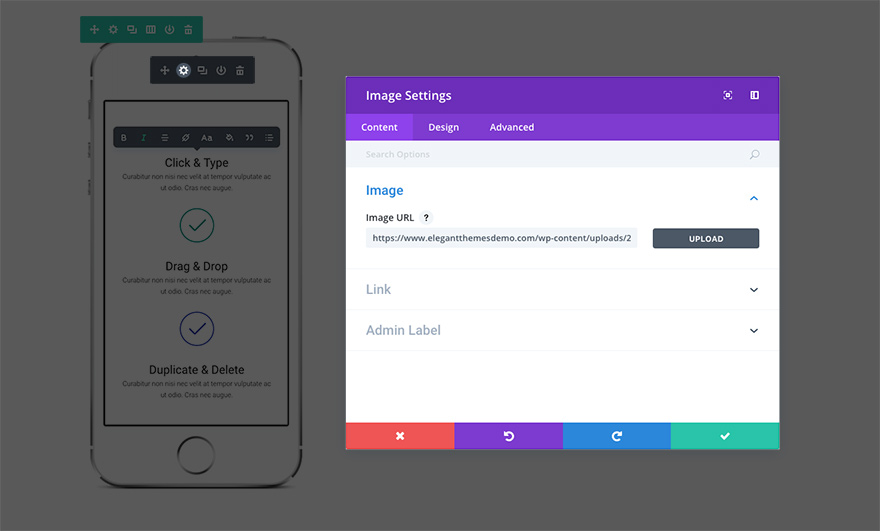 B I Aa
Click & Type
Curabitur non nisi nec velit at tempor vulputate ac
ut odio. Cras nec augue.
Drag & Drop
Curabitur non nisi nec velit at tempor vulputate ac
ut odio. Cras nec augue.
Duplicate & Delete
Curabitur non nisi nec velit at tempor vulputate ac
ut odio. Cras nec augue.
Image Settings
Content Design Advanced
Search Options
Image
Image URL ?
https://www.elegantthemesdemo.com/wp-content/uploads/2
UPLOAD
Link
Admin Label